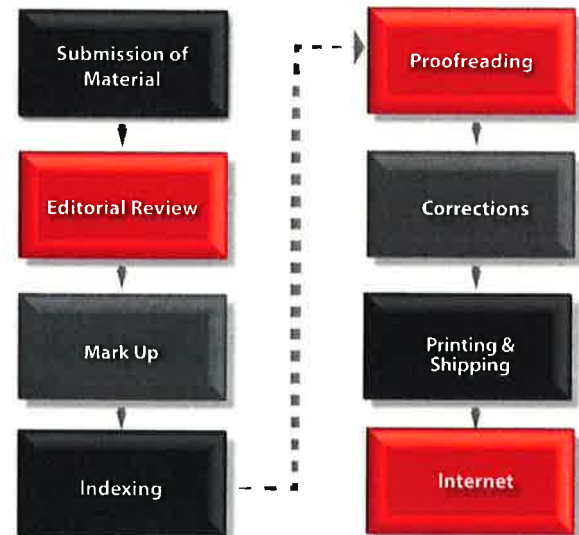 Submission of
Material
Editorial Review
Mark Up
Indexing
Proofreading
Corrections
Printing &
Shipping
Internet